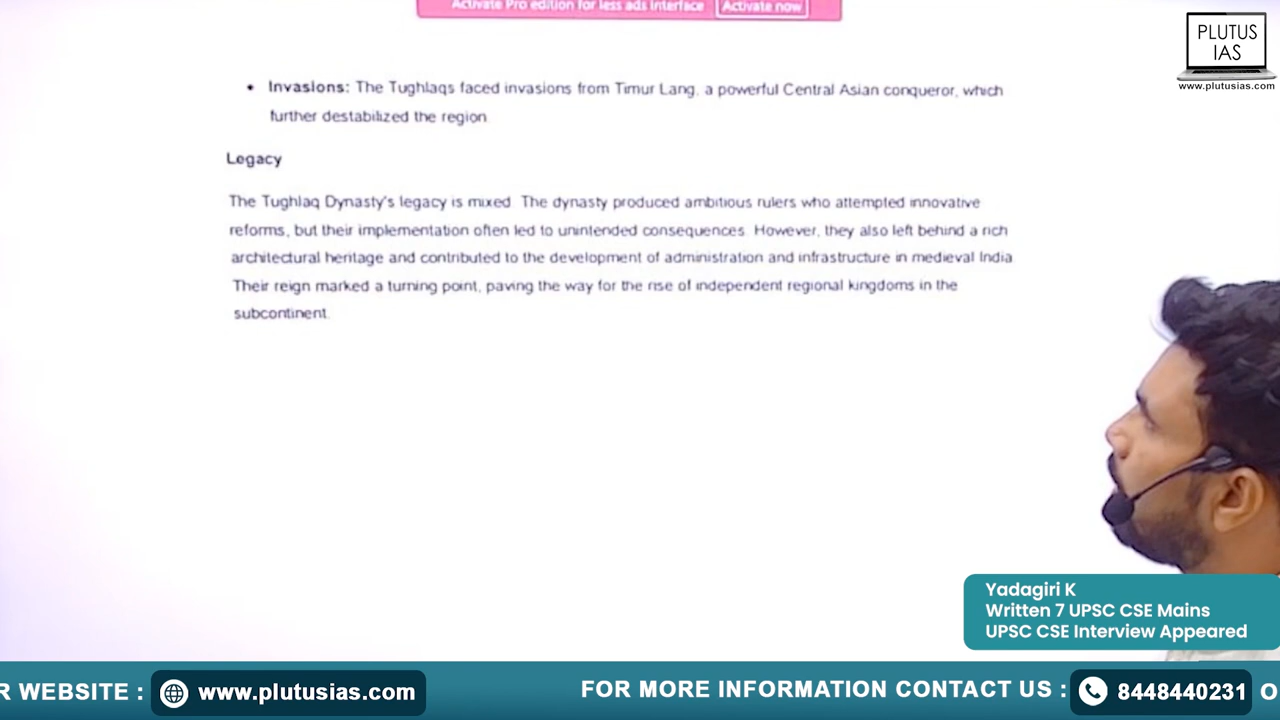 Activate Pro edition for less ads interface Activate now
PLUTUS
IAS
www.plutusias.com
• Invasions: The Tughlaqs faced invasions from Timur Lang, a powerful Central Asian conqueror, which
further destabilized the region
Legacy
The Tughlaq Dynasty's legacy is mixed. The dynasty produced ambitious rulers who attempted innovative
reforms, but their implementation often led to unintended consequences. However, they also left behind a rich
architectural heritage and contributed to the development of administration and infrastructure in medieval India
Their reign marked a turning point, paving the way for the rise of independent regional kingdoms in the
subcontinent.
Yadagiri K
Written 7 UPSC CSE Mains
UPSC CSE Interview Appeared
R WEBSITE : www.plutusias.com FOR MORE INFORMATION CONTACT US : 8448440231 O